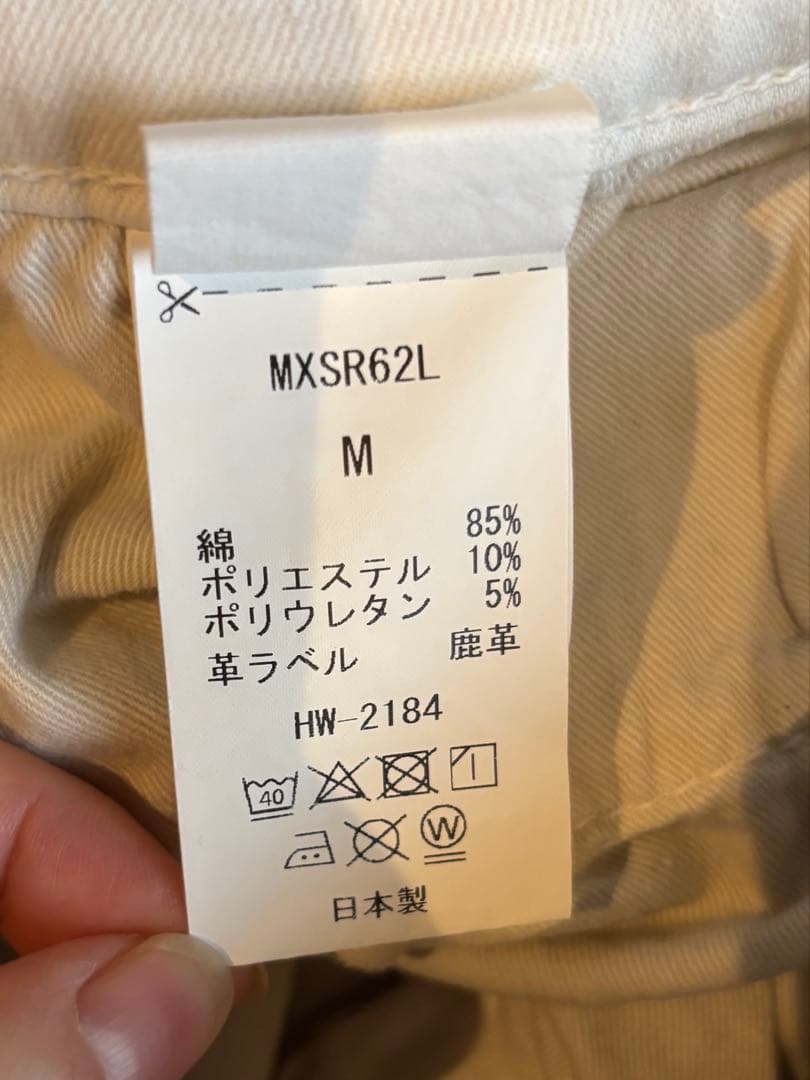 MXSR62L
M
綿 85%
ポリエステル 10%
ポリウレタン 5%
革ラベル 鹿革
HW-2184
40
W
日本製